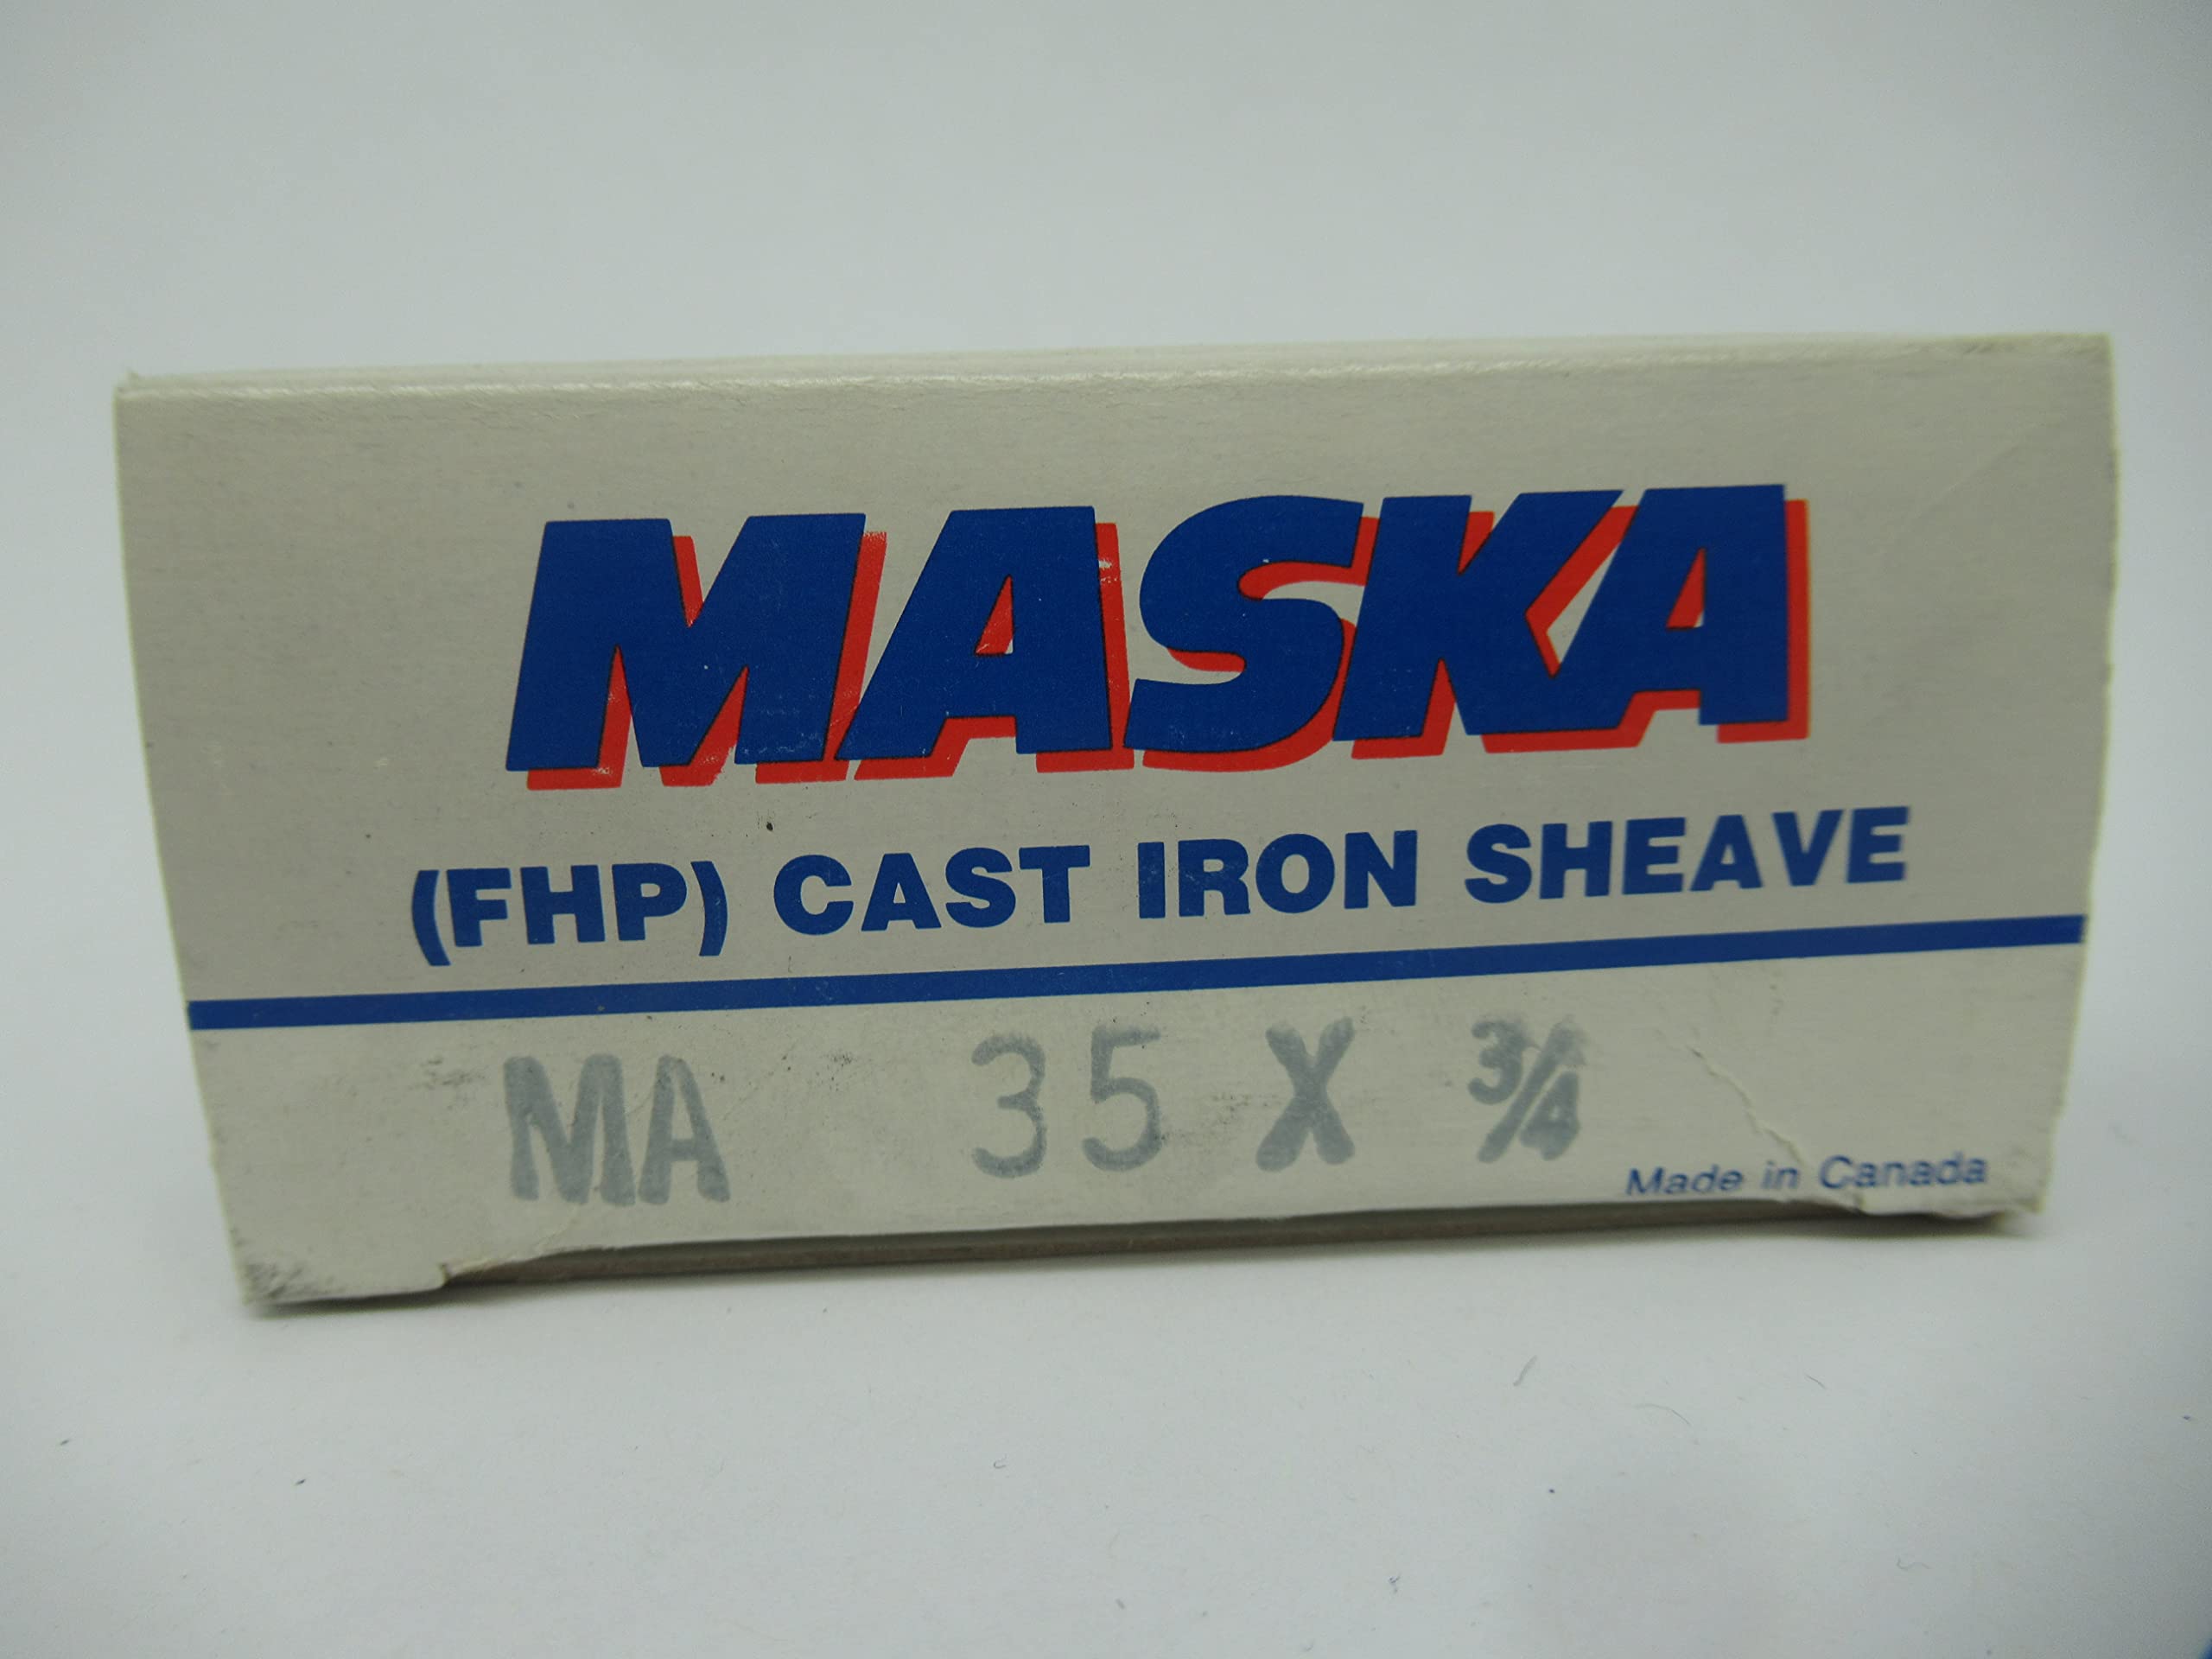 MASKA
(FHP) CAST IRON SHEAVE
MA 35 X 3/4
Made in Canada